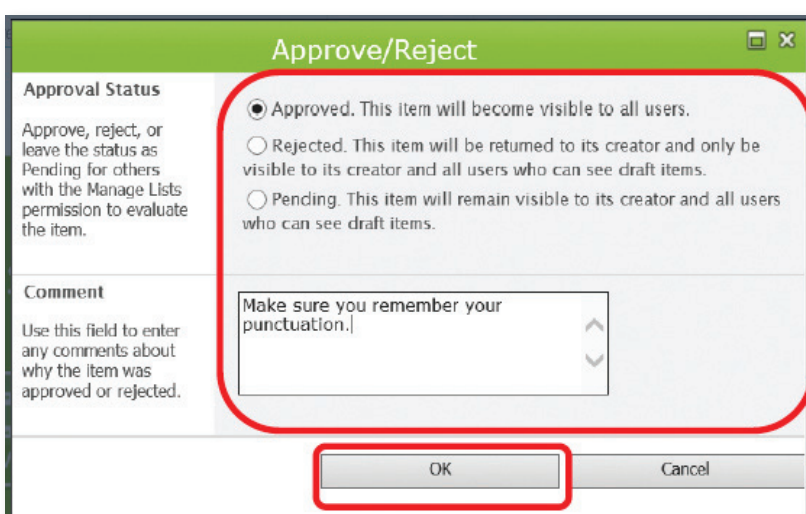 Approve/Reject
Approval Status
Approve, reject, or
leave the status as
Pending for others
with the Manage Lists
permission to evaluate
the item.
Approved. This item will become visible to all users.
Rejected. This item will be returned to its creator and only be
visible to its creator and all users who can see draft items.
Pending. This item will remain visible to its creator and all users
who can see draft items.
Comment
Use this field to enter
any comments about
why the item was
approved or rejected.
Make sure you remember your
punctuation.
OK
Cancel